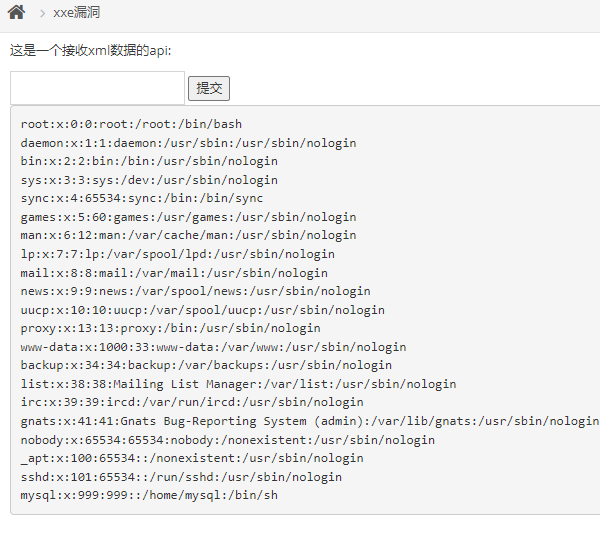 xxe漏洞
这是一个接收xml数据的api:
提交
root:x:0:0:root:/root:/bin/bash
daemon:x:1:1:daemon:/usr/sbin:/usr/sbin/nologin
bin:x:2:2:bin:/bin:/usr/sbin/nologin
sys:x:3:3:sys:/dev:/usr/sbin/nologin
sync:x:4:65534:sync:/bin:/bin/sync
games:x:5:60:games:/usr/games:/usr/sbin/nologin
man:x:6:12:man:/var/cache/man:/usr/sbin/nologin
lp:x:7:7:lp:/var/spool/lpd:/usr/sbin/nologin
mail:x:8:8:mail:/var/mail:/usr/sbin/nologin
news:x:9:9:news:/var/spool/news:/usr/sbin/nologin
uucp:x:10:10:uucp:/var/spool/uucp:/usr/sbin/nologin
proxy:x:13:13:proxy:/bin:/usr/sbin/nologin
www-data:x:1000:33:www-data:/var/www:/usr/sbin/nologin
backup:x:34:34:backup:/var/backups:/usr/sbin/nologin
list:x:38:38:Mailing List Manager:/var/list:/usr/sbin/nologin
irc:x:39:39:ircd:/var/run/ircd:/usr/sbin/nologin
gnats:x:41:41:Gnats Bug-Reporting System (admin):/var/lib/gnats:/usr/sbin/nologin
nobody:x:65534:65534:nobody:/nonexistent:/usr/sbin/nologin
_apt:x:100:65534::/nonexistent:/usr/sbin/nologin
sshd:x:101:65534::/run/sshd:/usr/sbin/nologin
mysql:x:999:999::/home/mysql:/bin/sh